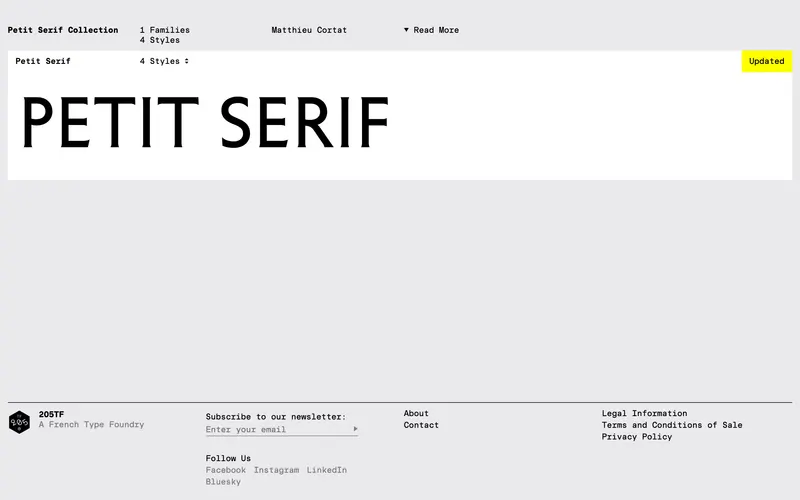 Petit Serif Collection
1 Families
4 Styles
Matthieu Cortat
▼ Read More
Petit Serif
4 Styles
Updated
PETIT SERIF
205TF
A French Type Foundry
Subscribe to our newsletter:
Enter your email
Follow Us
Facebook Instagram LinkedIn
Bluesky
About
Contact
Legal Information
Terms and Conditions of Sale
Privacy Policy